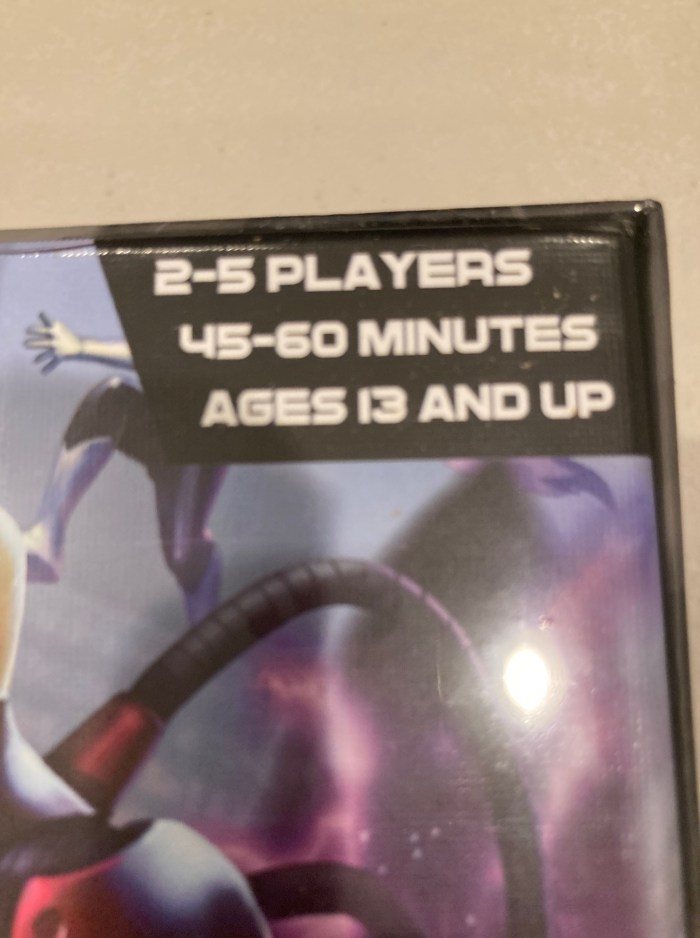 2-5 PLAYERS
45-60 MINUTES
AGES 13 AND UP